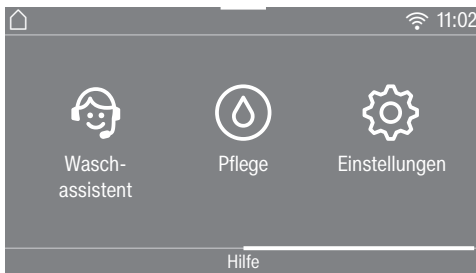 11:02
Wasch-
assistent
Pflege
Einstellungen
Hilfe